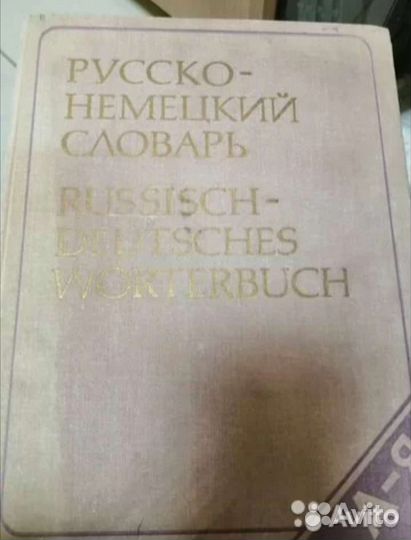 РУССКО-
НЕМЕЦКИЙ
СЛОВАРЬ
RUSSISCH-
DEUTSCHES
WÖRTERBUCH
А-Я
Avito